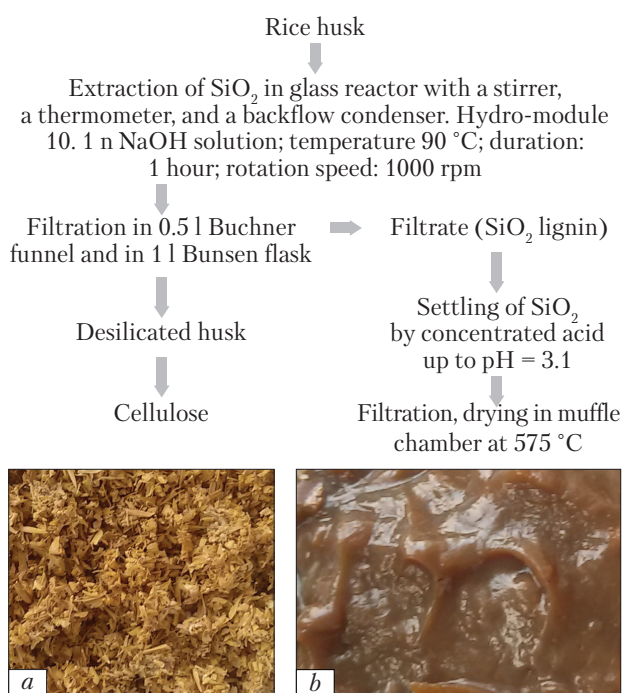 Rice husk
Extraction of SiO₂ in glass reactor with a stirrer,
a thermometer, and a backflow condenser. Hydro-module
10. 1 n NaOH solution; temperature 90 °C; duration:
1 hour; rotation speed: 1000 rpm
Filtration in 0.5 l Buchner
funnel and in 1 l Bunsen flask
Filtrate (SiO₂ lignin)
Desilicated husk
Settling of SiO₂
by concentrated acid
up to pH = 3.1
Cellulose
Filtration, drying in muffle
chamber at 575 °C
a
b